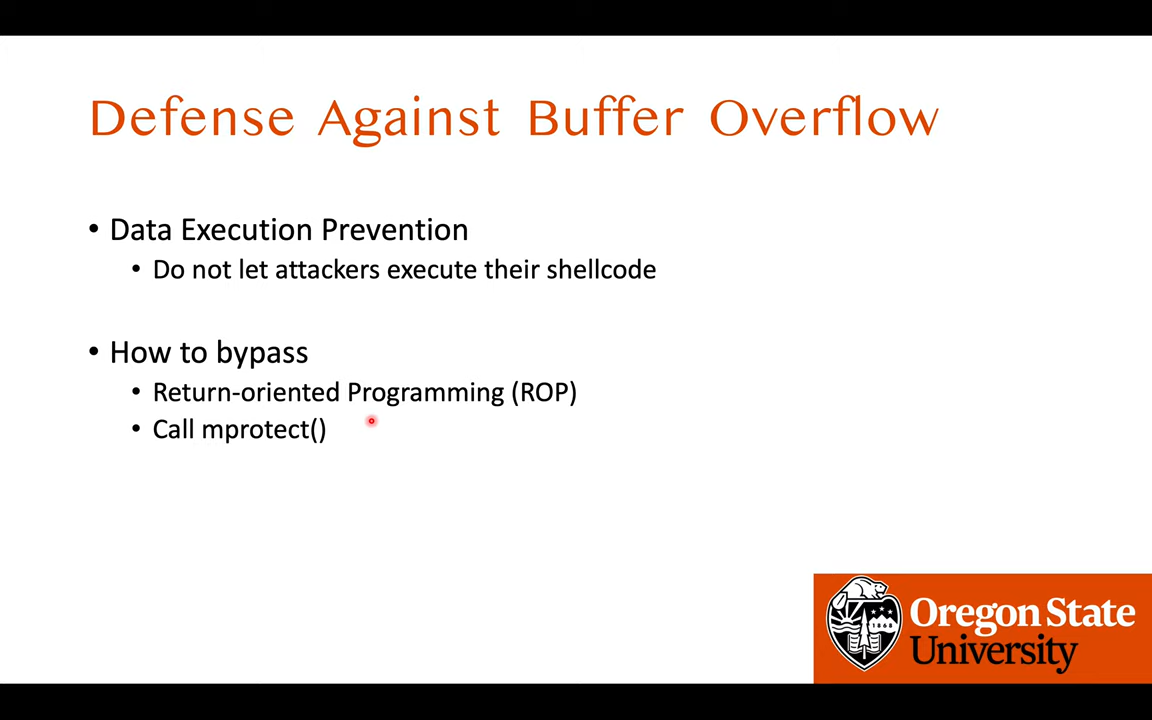 Defense Against Buffer Overflow
• Data Execution Prevention
• Do not let attackers execute their shellcode
• How to bypass
• Return-oriented Programming (ROP)
• Call mprotect()
Oregon State
University